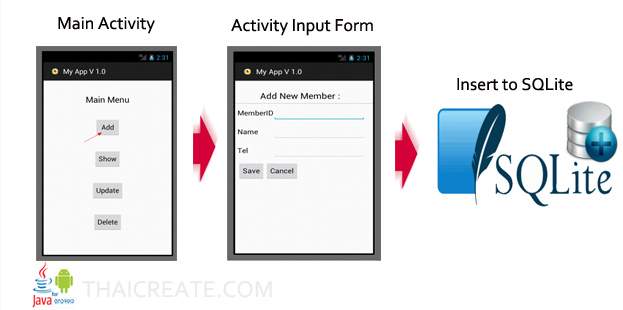 Main Activity
Activity Input Form
Insert to SQLite
2:31
My App V 1.0
Main Menu
Add
Show
Update
Delete
2:31
My App V 1.0
Add New Member :
MemberID
Name
Tel
Save Cancel
SQLite
Java for ANDROID
THAICREATE.COM